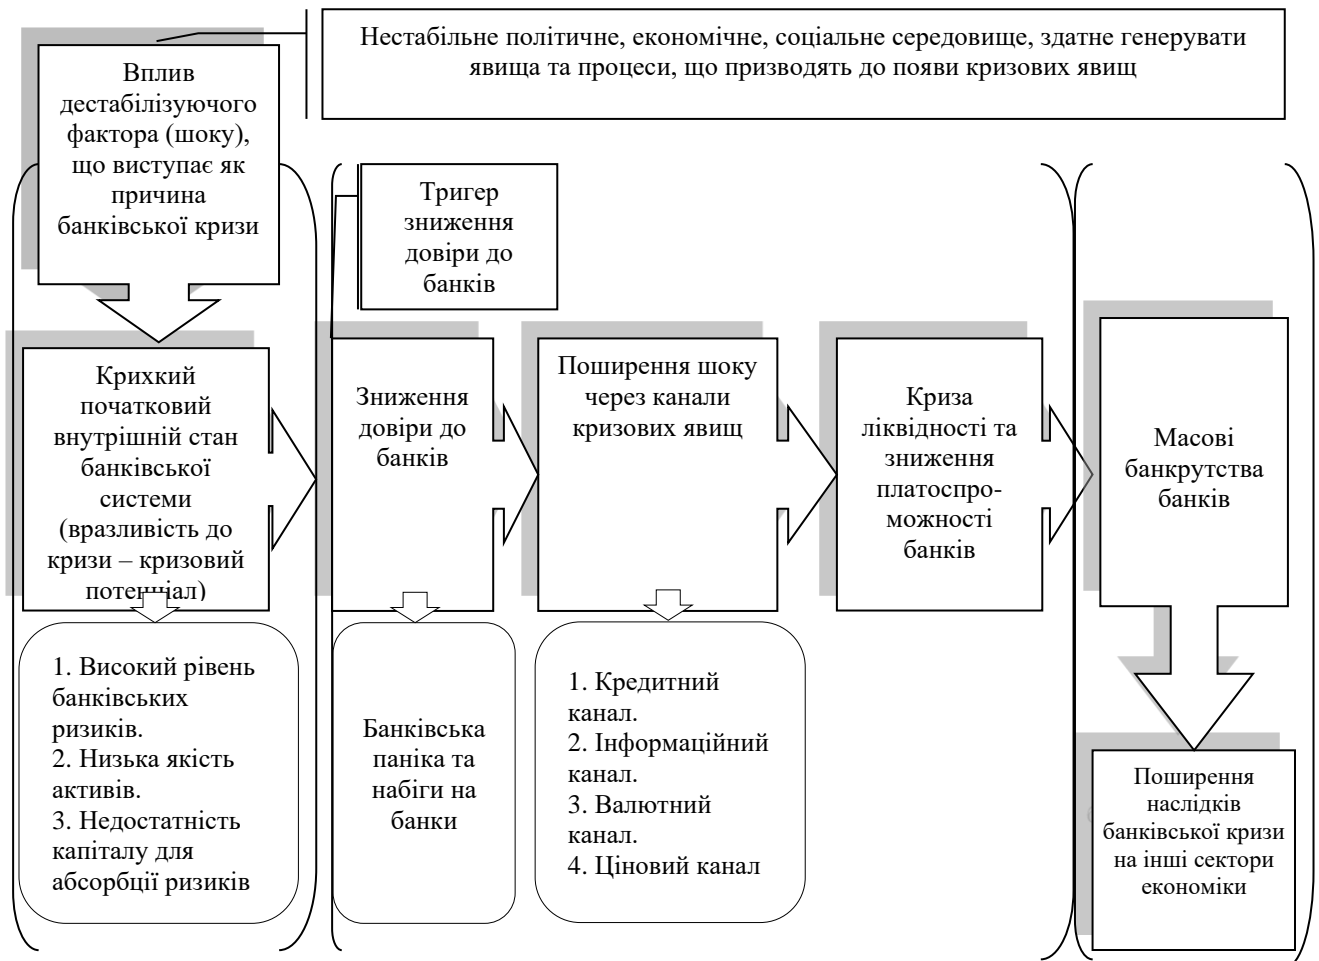 Нестабільне політичне, економічне, соціальне середовище, здатне генерувати
явища та процеси, що призводять до появи кризових явищ
Вплив
дестабілізуючого
фактора (шоку),
що виступає як
причина
банківської кризи
Тригер
зниження
довіри до
банків
Крихкий
початковий
внутрішній стан
банківської
системи
(вразливість до
кризи – кризовий
потенціал)
Зниження
довіри до
банків
Поширення шоку
через канали
кризових явищ
Криза
ліквідності та
зниження
платоспро-
можності
банків
Масові
банкрутства
банків
1. Високий рівень
банківських
ризиків.
2. Низька якість
активів.
3. Недостатність
капіталу для
абсорбції ризиків
Банківська
паніка та
набіги на
банки
1. Кредитний
канал.
2. Інформаційний
канал.
3. Валютний
канал.
4. Ціновий канал
Поширення
наслідків
банківської кризи
на інші сектори
економіки